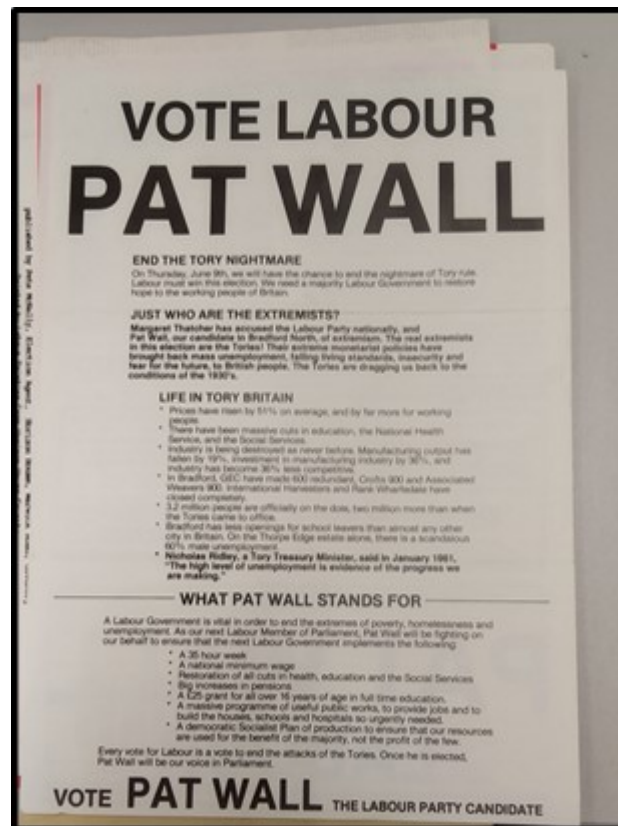 VOTE LABOUR
PAT WALL
END THE TORY NIGHTMARE
On Thursday, June 9th, we will have the chance to end the nightmare of Tory rule.
Labour must win this election. We need a majority Labour Government to restore
hope to the working people of Britain.
JUST WHO ARE THE EXTREMISTS?
Margaret Thatcher has accused the Labour Party nationally, and
Pat Wall, our candidate in Bradford North, of extremism. The real extremists
in this election are the Tories! Their extreme monetarist policies have
brought back mass unemployment, falling living standards, insecurity and
fear for the future, to British people. The Tories are dragging us back to the
conditions of the 1930's.
LIFE IN TORY BRITAIN
* Prices have risen by 51% on average, and by far more for working
people.
* There have been massive cuts in education, the National Health
Service, and the Social Services.
* Industry is being destroyed as never before. Manufacturing output has
fallen by 19%, investment in manufacturing industry by 36%, and
industry has become 36% less competitive.
* In Bradford, GEC have made 600 redundant, Crofts 900 and Associated
Weavers 900. International Harvesters and Rank Wharfedale have
closed completely.
* 3.2 million people are officially on the dole, two million more than when
the Tories came to office.
* Bradford has less openings for school leavers than almost any other
city in Britain. On the Thorpe Edge estate alone, there is a scandalous
60% male unemployment.
* Nicholas Ridley, a Tory Treasury Minister, said in January 1981,
"The high level of unemployment is evidence of the progress we
are making."
WHAT PAT WALL STANDS FOR
A Labour Government is vital in order to end the extremes of poverty, homelessness and
unemployment. As our next Labour Member of Parliament, Pat Wall will be fighting on
our behalf to ensure that the next Labour Government implements the following:
* A 35 hour week
* A national minimum wage
* Restoration of all cuts in health, education and the Social Services
* Big increases in pensions
* A £25 grant for all over 16 years of age in full time education.
* A massive programme of useful public works, to provide jobs and to
build the houses, schools and hospitals so urgently needed.
* A democratic Socialist Plan of production to ensure that our resources
are used for the benefit of the majority, not the profit of the few.
Every vote for Labour is a vote to end the attacks of the Tories. Once he is elected,
Pat Wall will be our voice in Parliament.
VOTE PAT WALL THE LABOUR PARTY CANDIDATE
published by Pete McNally, Election Agent,